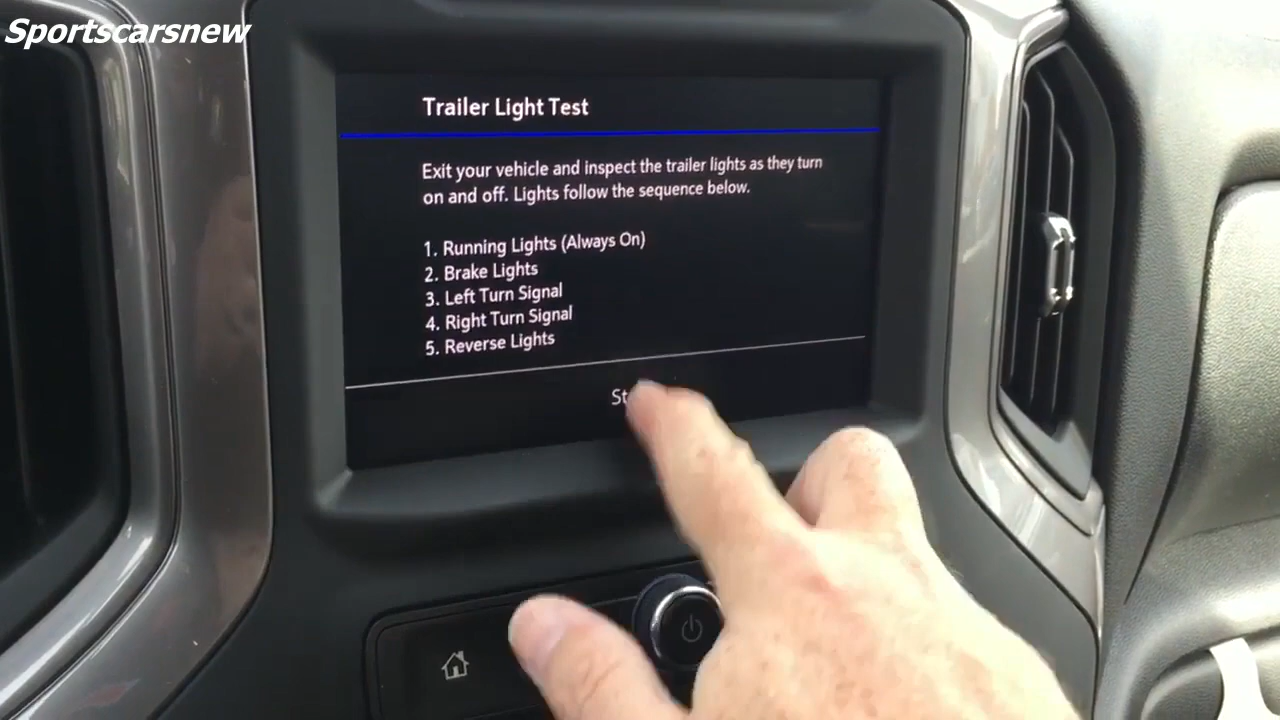 Sportscarsnew
Trailer Light Test
Exit your vehicle and inspect the trailer lights as they turn
on and off. Lights follow the sequence below.
1. Running Lights (Always On)
2. Brake Lights
3. Left Turn Signal
4. Right Turn Signal
5. Reverse Lights